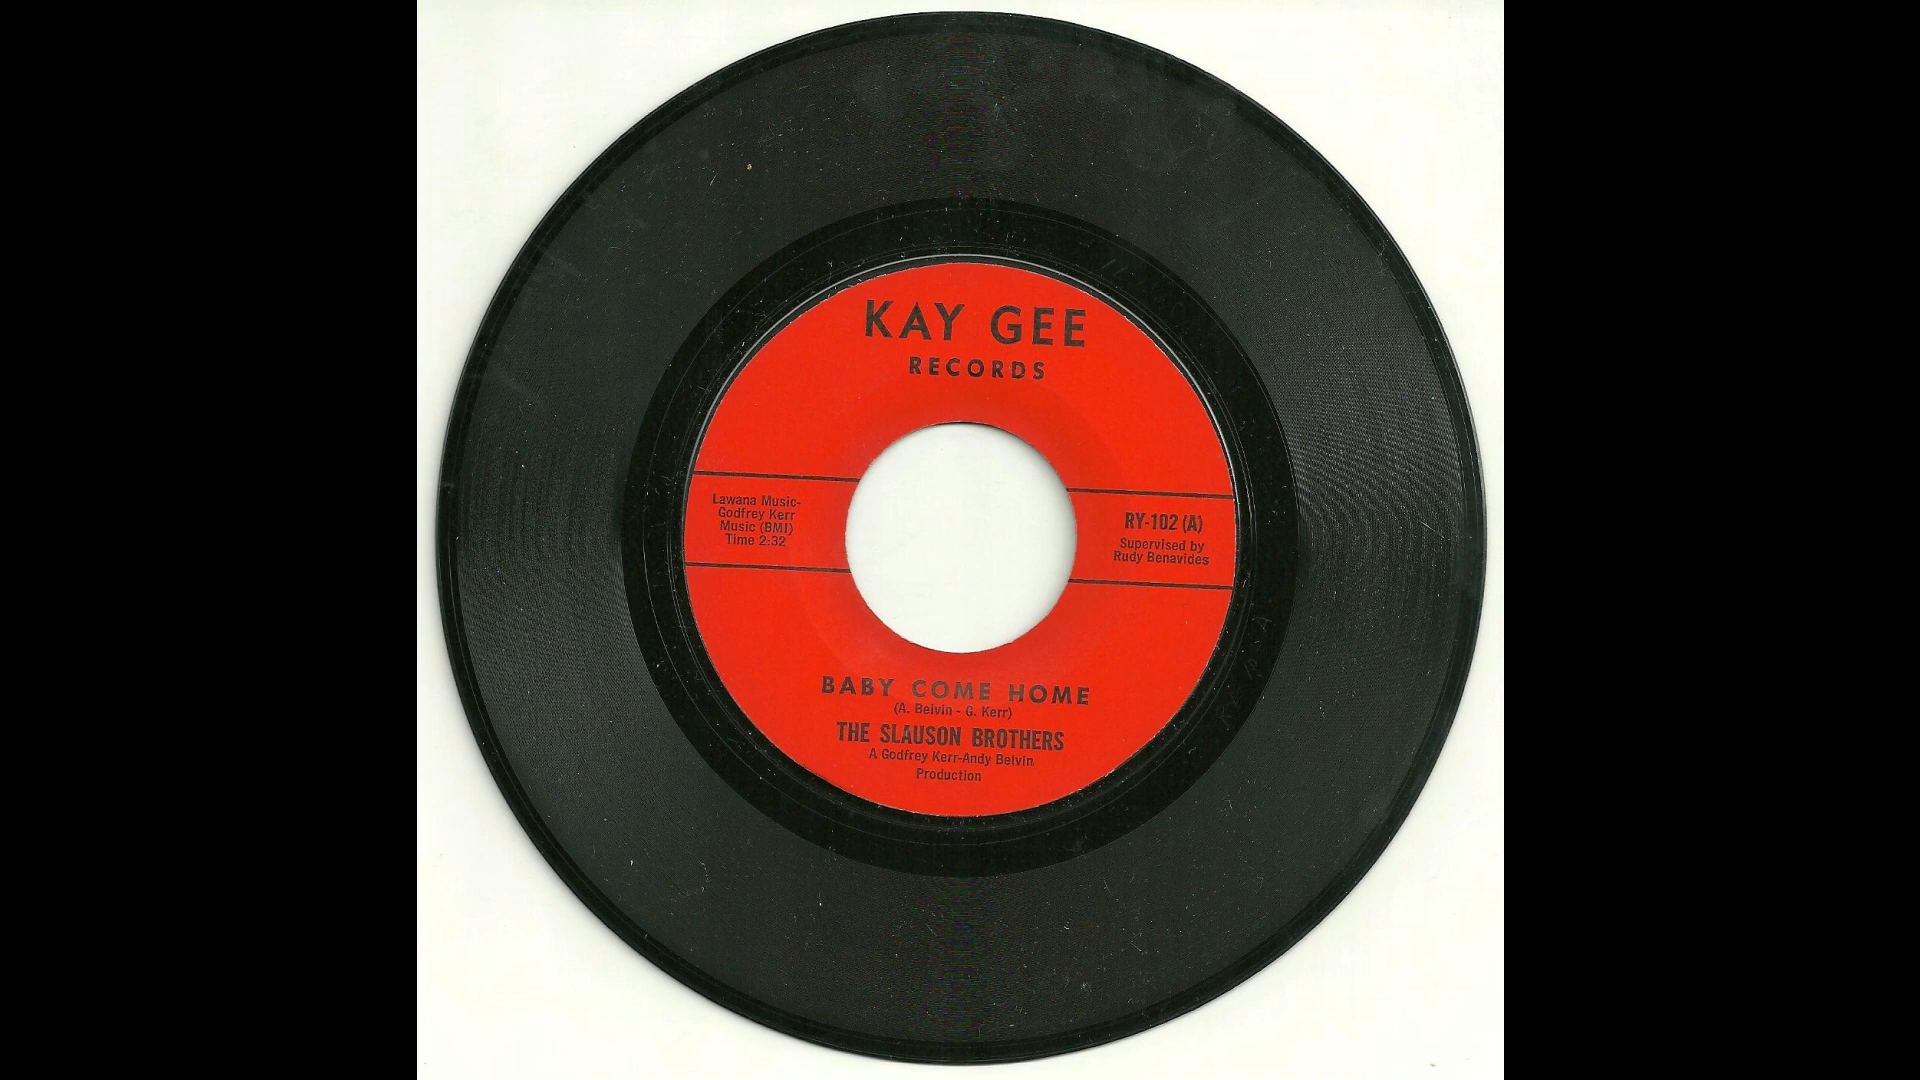 KAY GEE
RECORDS
Lawana Music-
Godfrey Kerr
Music (BMI)
Time 2:32
RY-102 (A)
Supervised by
Rudy Benavides
BABY COME HOME
(A. Belvin - G. Kerr)
THE SLAUSON BROTHERS
A Godfrey Kerr-Andy Belvin
Production